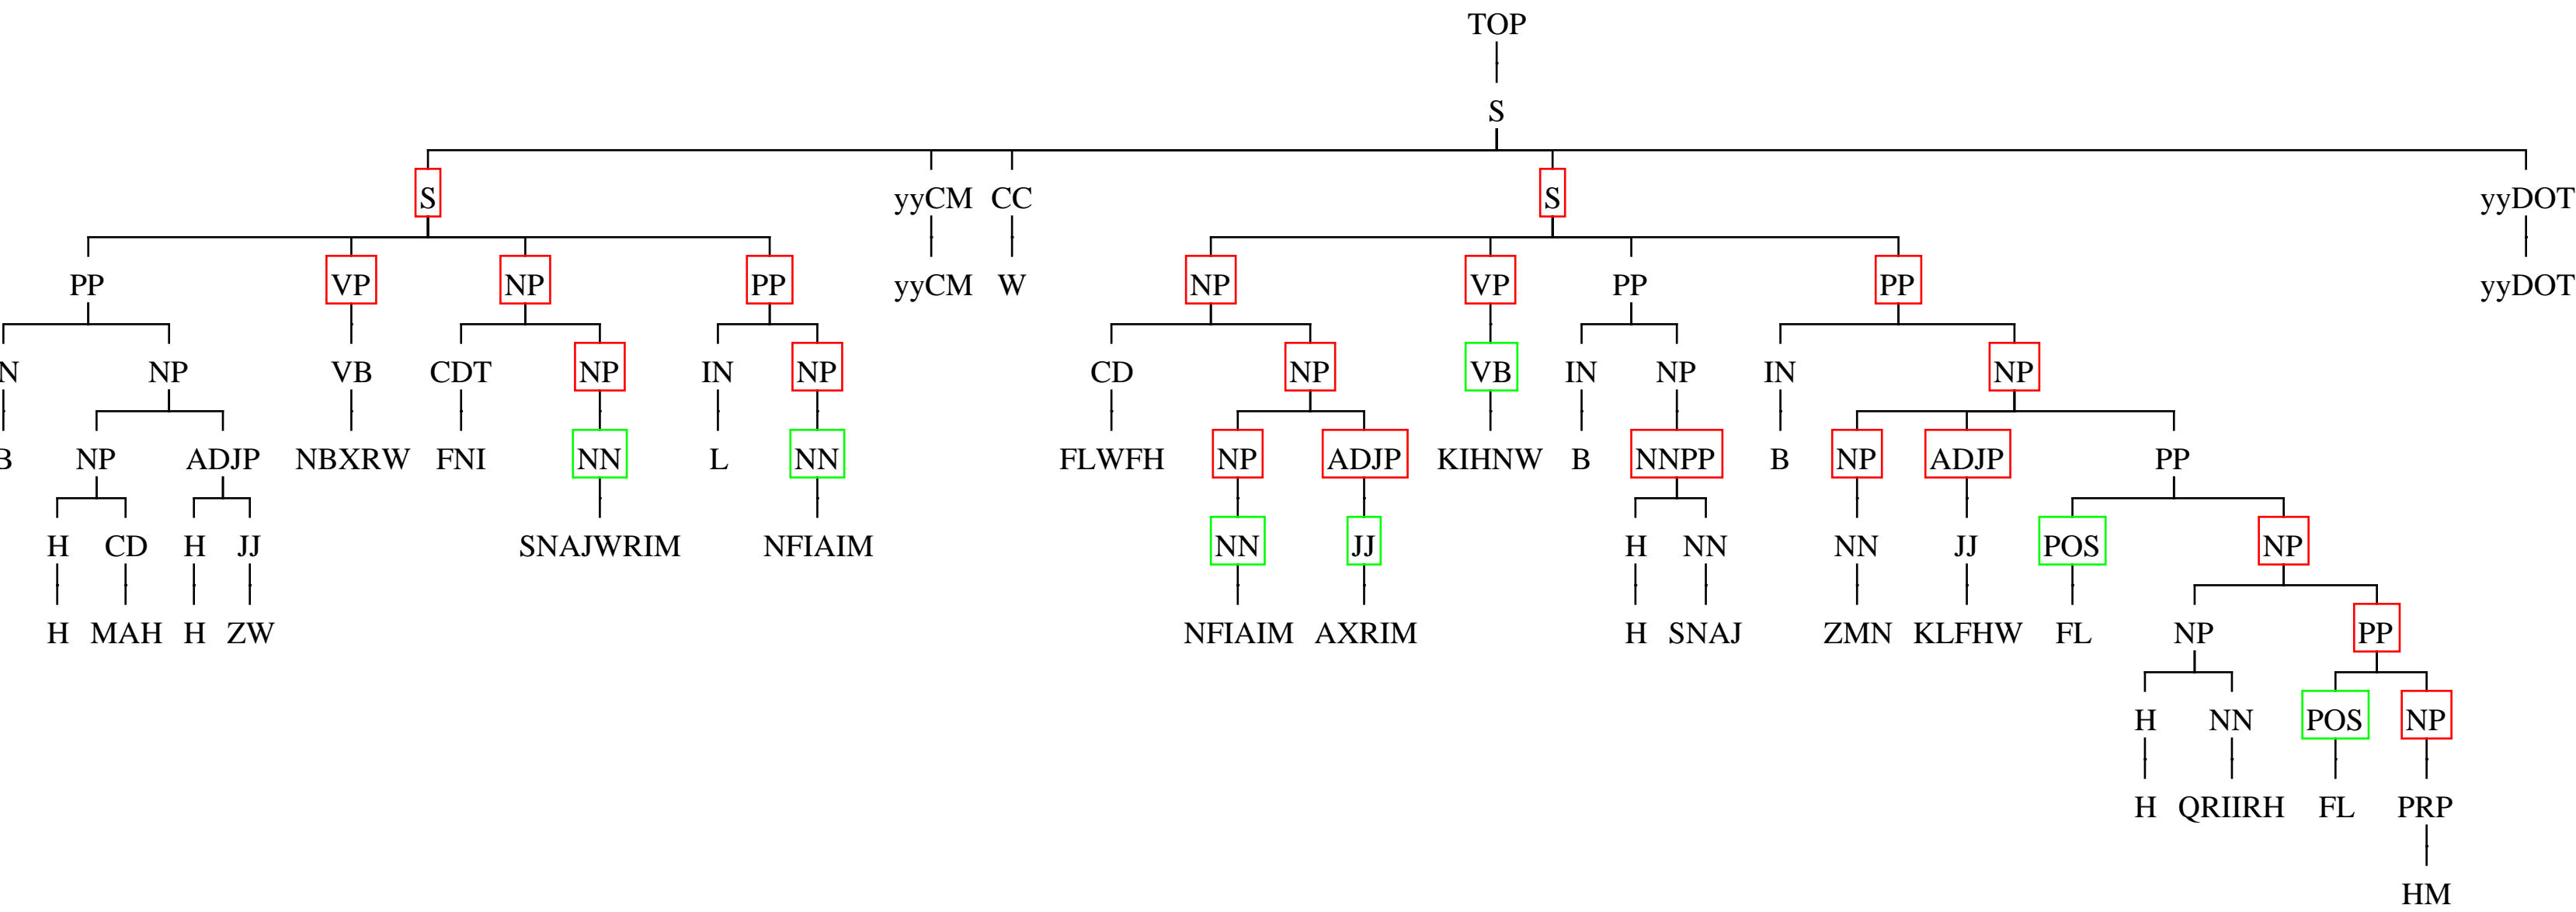 TOP
S
S yyCM CC S yyDOT
PP VP NP PP yyCM W NP VP PP PP yyDOT
N NP VB CDT NP IN NP CD NP VB IN NP IN NP
B NP ADJP NBXRW FNI NN L NN FLWFH NP ADJP KIHNW B NNPP B NP ADJP PP
H CD H JJ SNAJWRIM NFIAIM NN JJ H NN NN JJ POS NP
H MAH H ZW NFIAIM AXRIM H SNAJ ZMN KLFHW FL NP PP
H NN POS NP
H QRIIRH FL PRP
HM